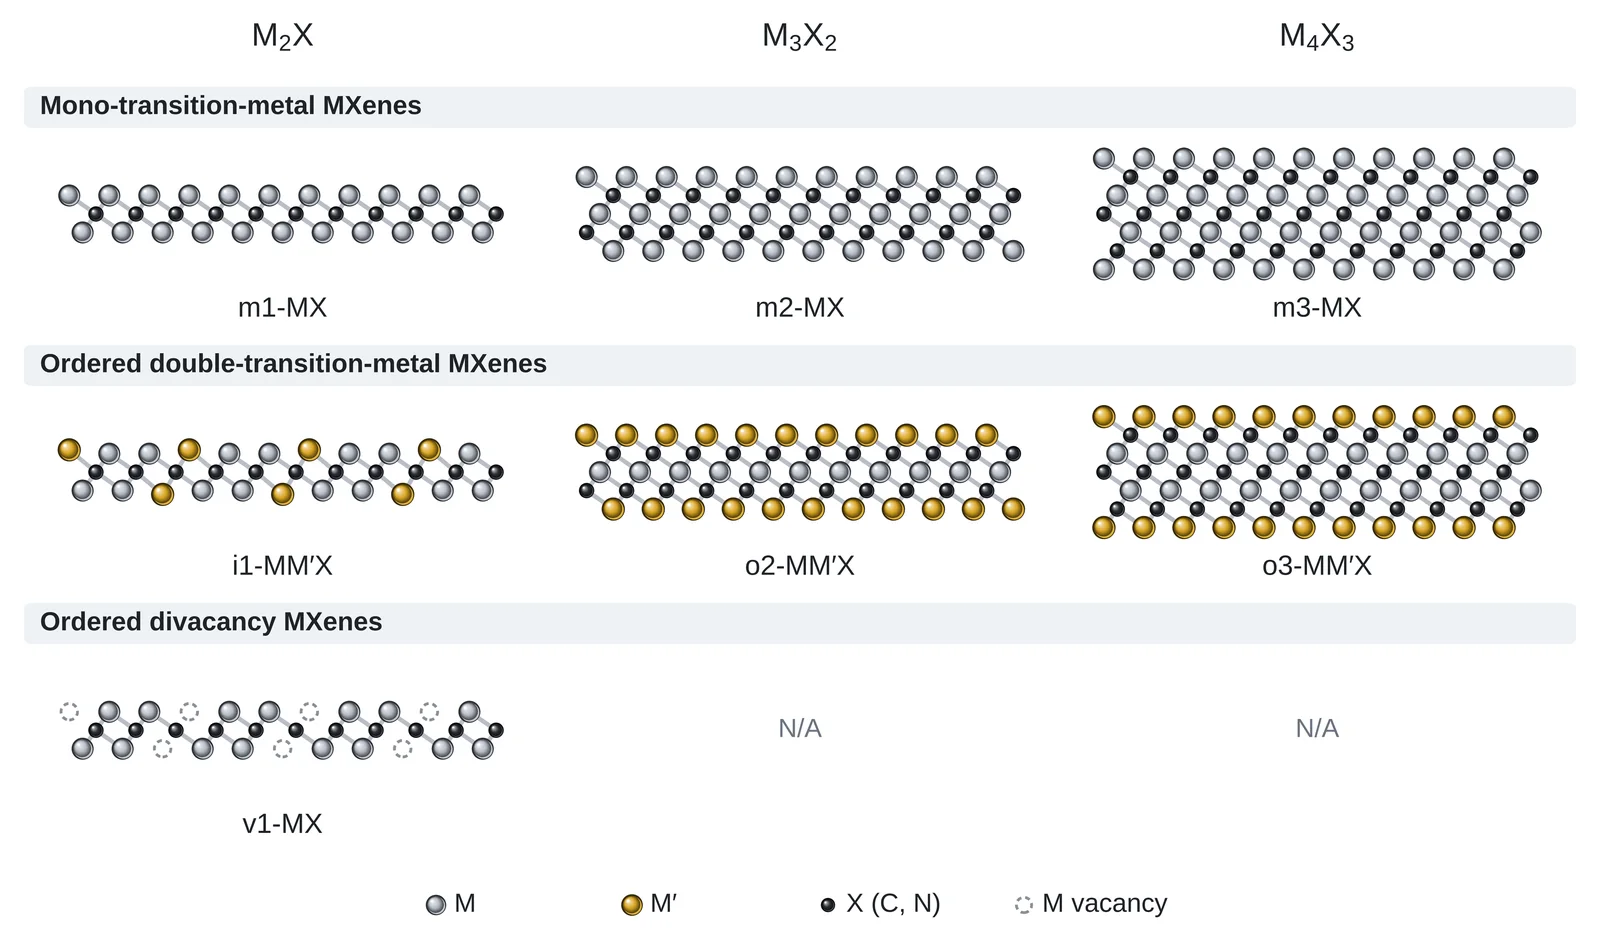 M₂X M₃X₂ M₄X₃
Mono-transition-metal MXenes
m1-MX m2-MX m3-MX
Ordered double-transition-metal MXenes
i1-MM′X o2-MM′X o3-MM′X
Ordered divacancy MXenes
N/A N/A
v1-MX
M M′ X (C, N) M vacancy